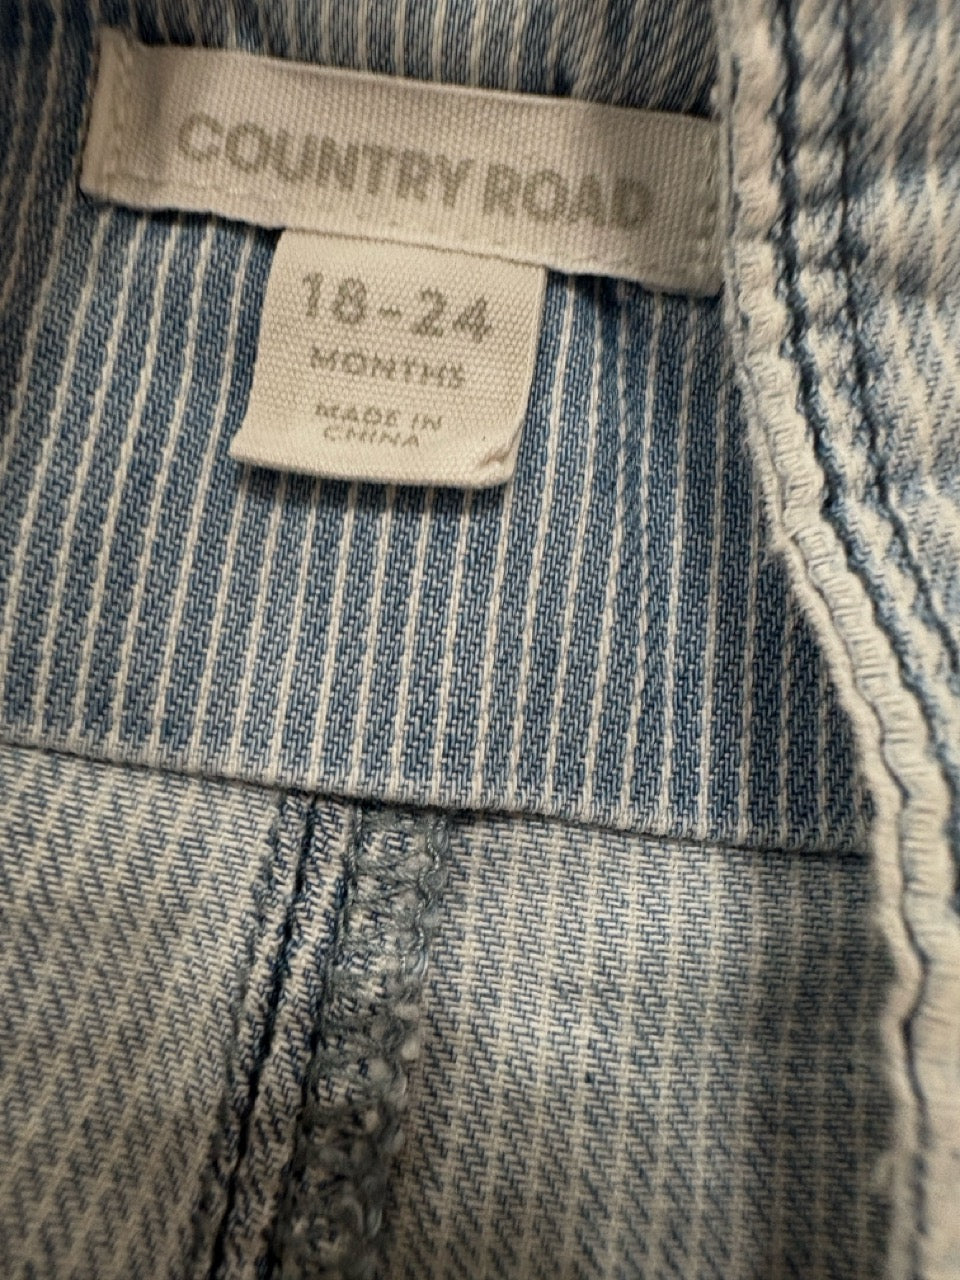 COUNTRY ROAD
18-24
MONTHS
MADE IN
CHINA